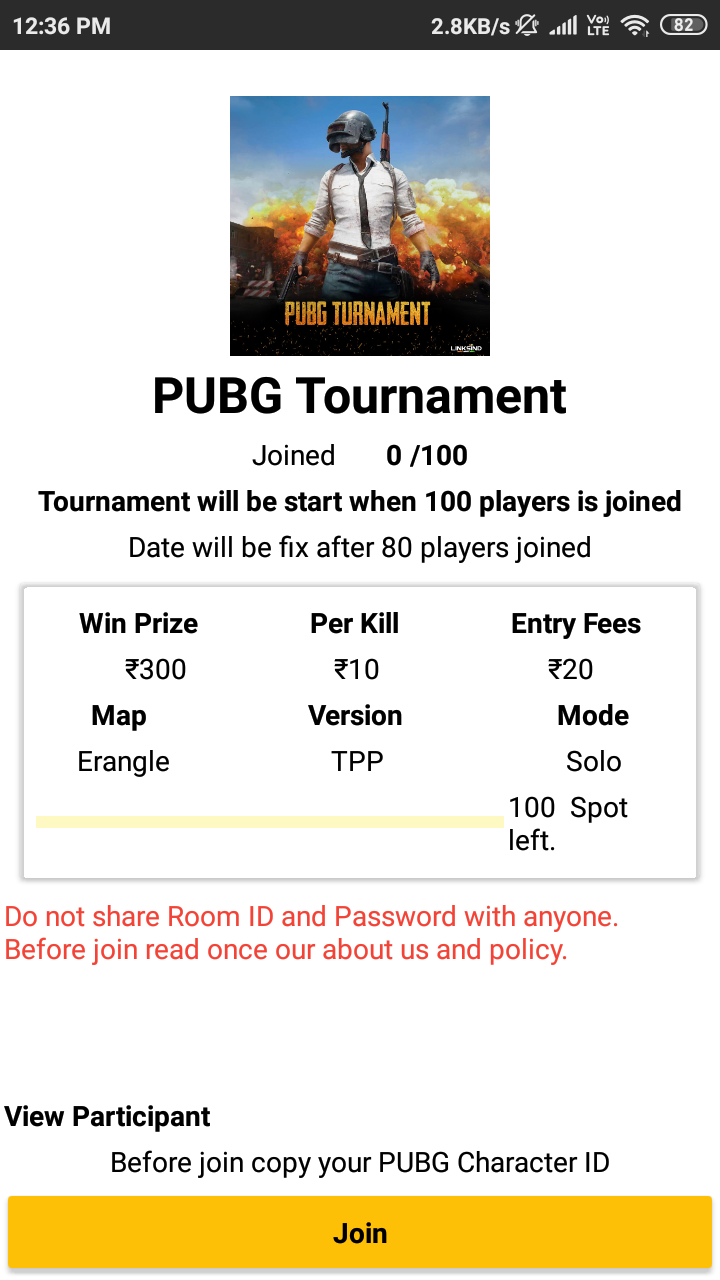 12:36 PM 2.8KB/s Vo LTE 82
PUBG TURNAMENT
LINKSIND
PUBG Tournament
Joined 0 /100
Tournament will be start when 100 players is joined
Date will be fix after 80 players joined
Win Prize Per Kill Entry Fees
₹300 ₹10 ₹20
Map Version Mode
Erangle TPP Solo
100 Spot
left.
Do not share Room ID and Password with anyone.
Before join read once our about us and policy.
View Participant
Before join copy your PUBG Character ID
Join